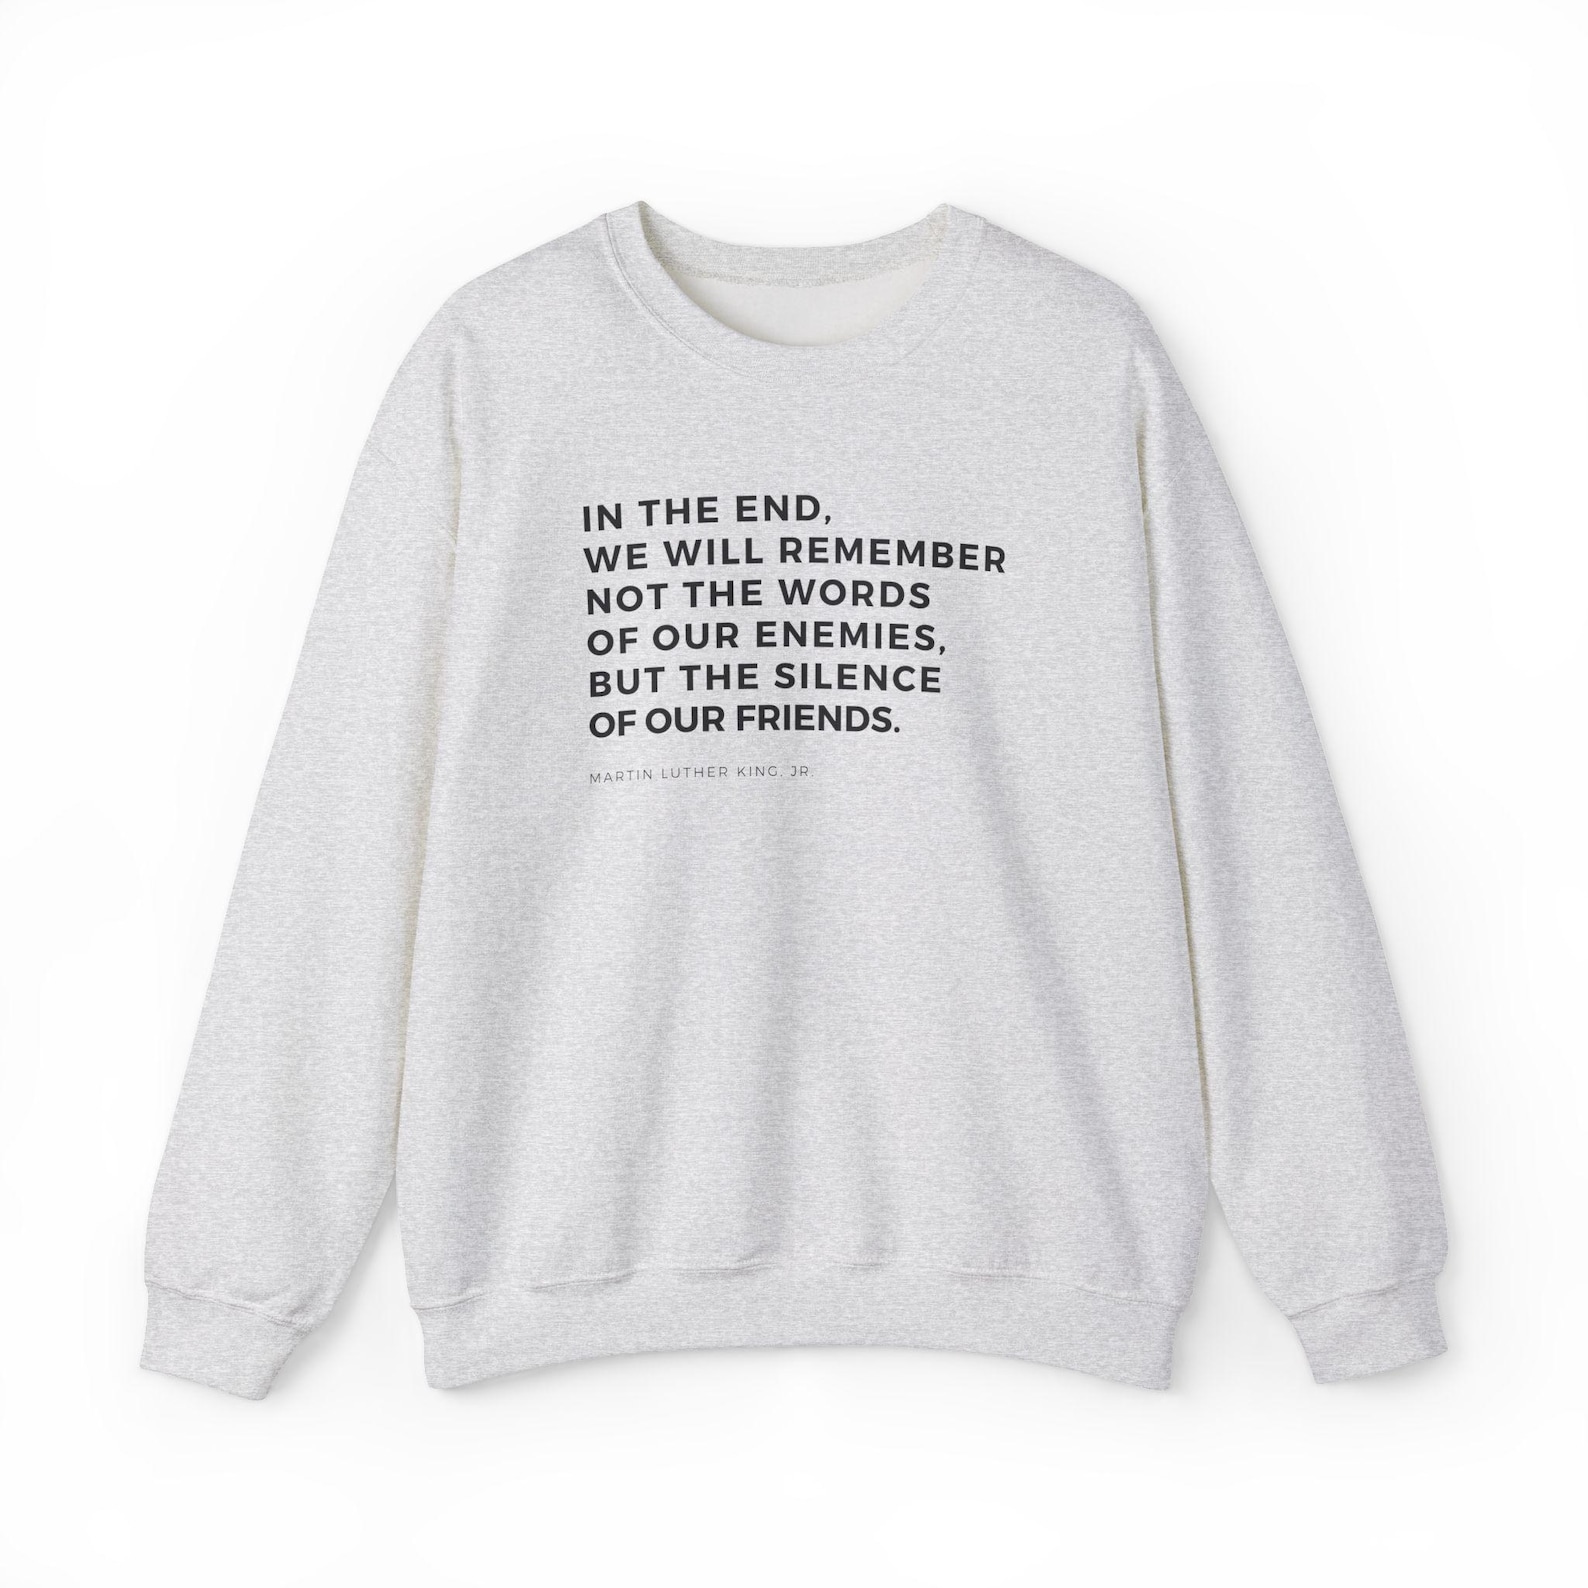 IN THE END,
WE WILL REMEMBER
NOT THE WORDS
OF OUR ENEMIES,
BUT THE SILENCE
OF OUR FRIENDS.
MARTIN LUTHER KING, JR.